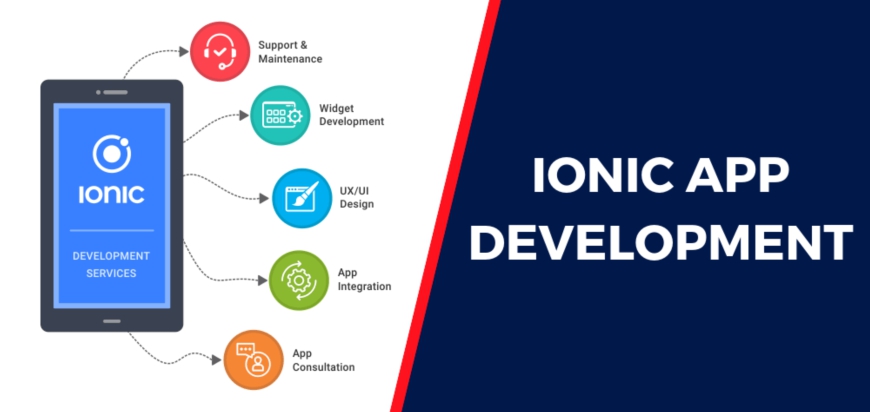 Support &
Maintenance
Widget
Development
IONIC
UX/UI
Design
DEVELOPMENT
SERVICES
App
Integration
App
Consultation
IONIC APP
DEVELOPMENT